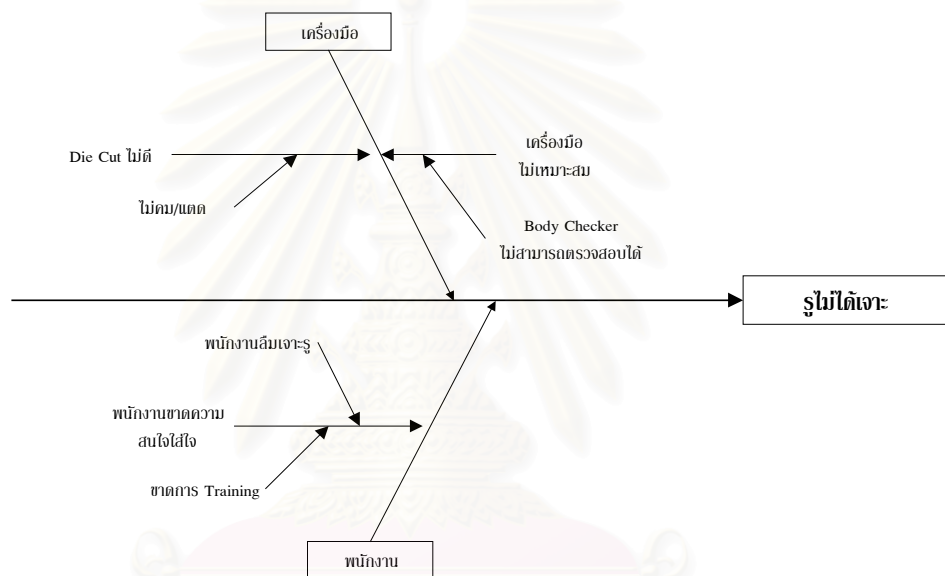 เครื่องมือ
Die Cut ไม่ดี
เครื่องมือ
ไม่เหมาะสม
ไม่คม/แตด
Body Checker
ไม่สามารถตรวจสอบได้
รูไม่ได้เจาะ
พนักงานลืมเจาะรู
พนักงานขาดความ
สนใจใส่ใจ
ขาดการ Training
พนักงาน